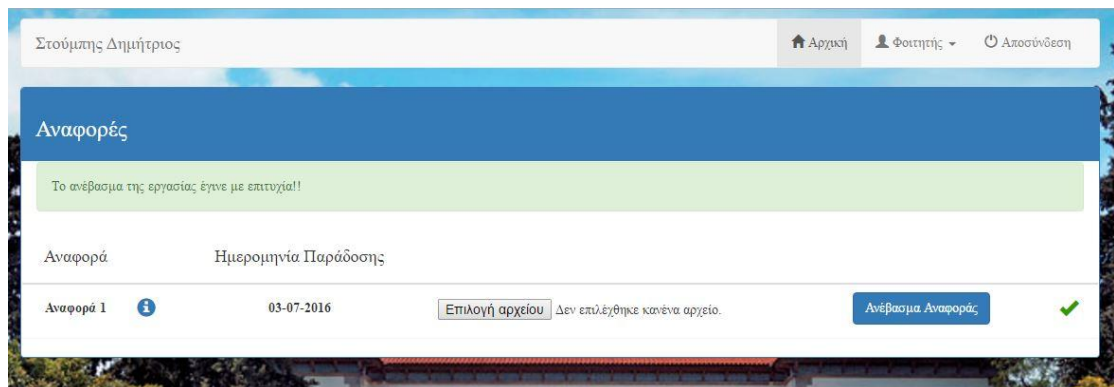 Στούμπης Δημήτριος
Αρχική Φοιτητής Αποσύνδεση
Αναφορές
Το ανέβασμα της εργασίας έγινε με επιτυχία!!
Αναφορά Ημερομηνία Παράδοσης
Αναφορά 1 03-07-2016 Επιλογή αρχείου Δεν επιλέχθηκε κανένα αρχείο. Ανέβασμα Αναφοράς